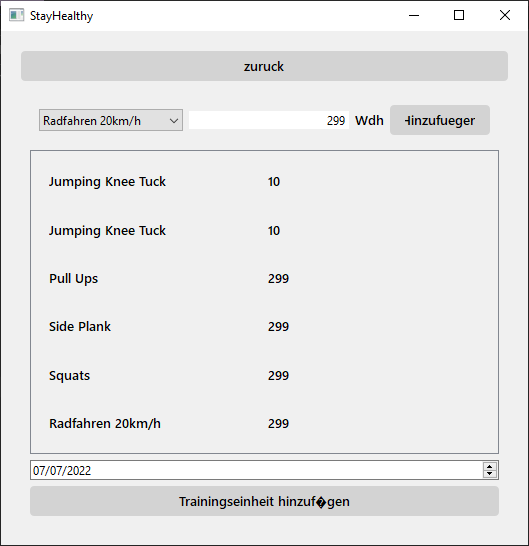 StayHealthy
zuruck
Radfahren 20km/h 299 Wdh Hinzufueger
Jumping Knee Tuck 10
Jumping Knee Tuck 10
Pull Ups 299
Side Plank 299
Squats 299
Radfahren 20km/h 299
07/07/2022
Trainingseinheit hinzuf�gen